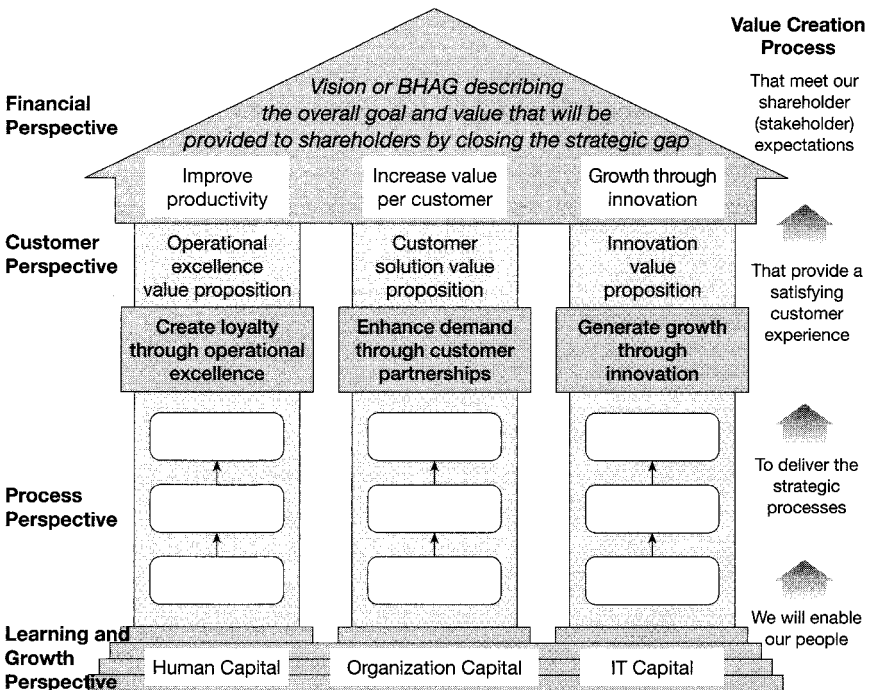 Value Creation
Process
Financial
Perspective
Vision or BHAG describing
the overall goal and value that will be
provided to shareholders by closing the strategic gap
That meet our
shareholder
(stakeholder)
expectations
Improve
productivity
Increase value
per customer
Growth through
innovation
Customer
Perspective
Operational
excellence
value proposition
Customer
solution value
proposition
Innovation
value
proposition
That provide a
satisfying
customer
experience
Create loyalty
through operational
excellence
Enhance demand
through customer
partnerships
Generate growth
through
innovation
Process
Perspective
To deliver the
strategic
processes
Learning and
Growth
Perspective
Human Capital
Organization Capital
IT Capital
We will enable
our people